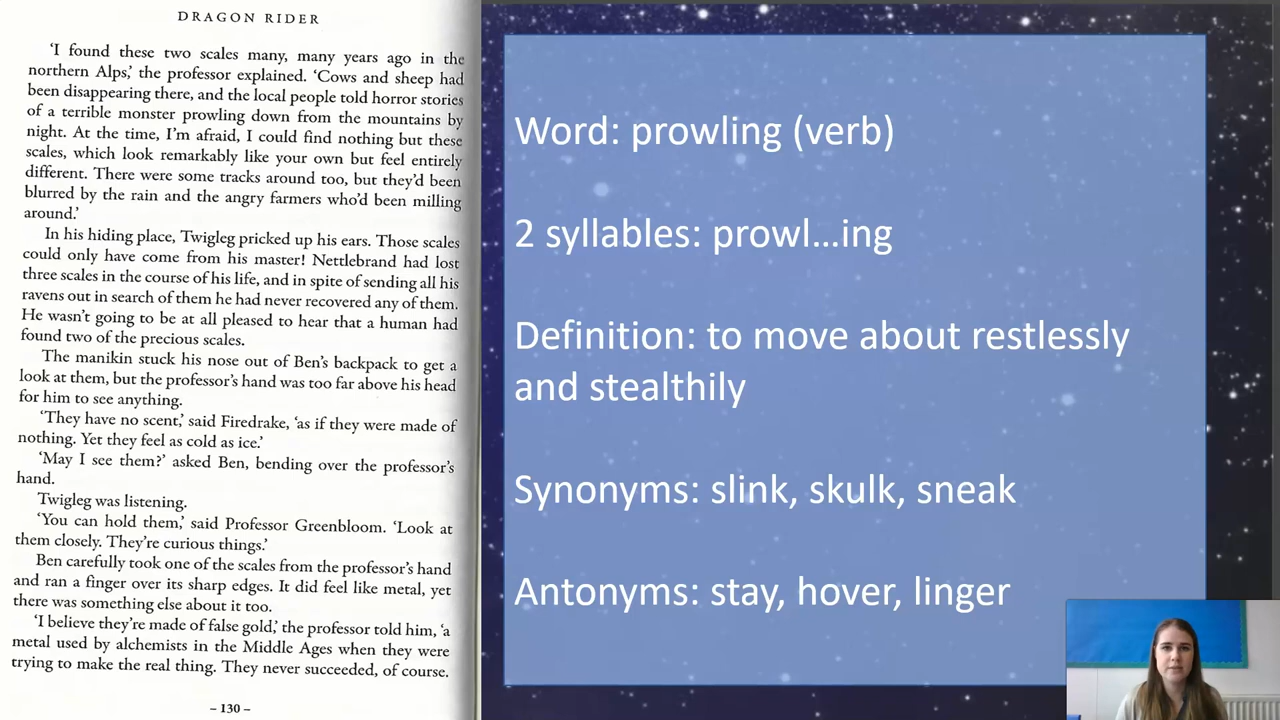 DRAGON RIDER
‘I found these two scales many, many years ago in the
northern Alps,’ the professor explained. ‘Cows and sheep had
been disappearing there, and the local people told horror stories
of a terrible monster prowling down from the mountains by
night. At the time, I’m afraid, I could find nothing but these
scales, which look remarkably like your own but feel entirely
different. There were some tracks around too, but they’d been
blurred by the rain and the angry farmers who’d been milling
around.’
In his hiding place, Twigleg pricked up his ears. Those scales
could only have come from his master! Nettlebrand had lost
three scales in the course of his life, and in spite of sending all his
ravens out in search of them he had never recovered any of them.
He wasn’t going to be at all pleased to hear that a human had
found two of the precious scales.
The manikin stuck his nose out of Ben’s backpack to get a
look at them, but the professor’s hand was too far above his head
for him to see anything.
‘They have no scent,’ said Firedrake, ‘as if they were made of
nothing. Yet they feel as cold as ice.’
‘May I see them?’ asked Ben, bending over the professor’s
hand.
Twigleg was listening.
‘You can hold them,’ said Professor Greenbloom. ‘Look at
them closely. They’re curious things.’
Ben carefully took one of the scales from the professor’s hand
and ran a finger over its sharp edges. It did feel like metal, yet
there was something else about it too.
‘I believe they’re made of false gold,’ the professor told him, ‘a
metal used by alchemists in the Middle Ages when they were
trying to make the real thing. They never succeeded, of course.
– 130 –
Word: prowling (verb)
2 syllables: prowl...ing
Definition: to move about restlessly
and stealthily
Synonyms: slink, skulk, sneak
Antonyms: stay, hover, linger